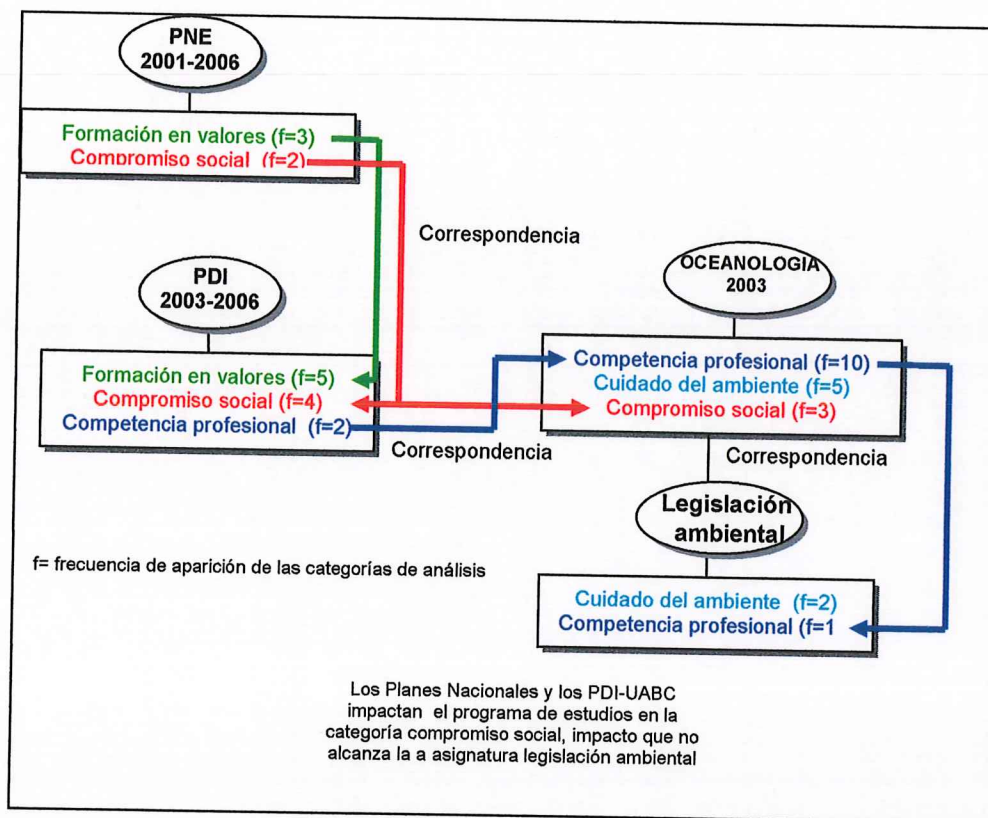 PNE
2001-2006
Formación en valores (f=3)
Compromiso social (f=2)
Correspondencia
PDI
2003-2006
Formación en valores (f=5)
Compromiso social (f=4)
Competencia profesional (f=2)
Correspondencia
OCEANOLOGIA
2003
Competencia profesional (f=10)
Cuidado del ambiente (f=5)
Compromiso social (f=3)
Correspondencia
Legislación
ambiental
f= frecuencia de aparición de las categorías de análisis
Cuidado del ambiente (f=2)
Competencia profesional (f=1
Los Planes Nacionales y los PDI-UABC
impactan el programa de estudios en la
categoría compromiso social, impacto que no
alcanza la a asignatura legislación ambiental